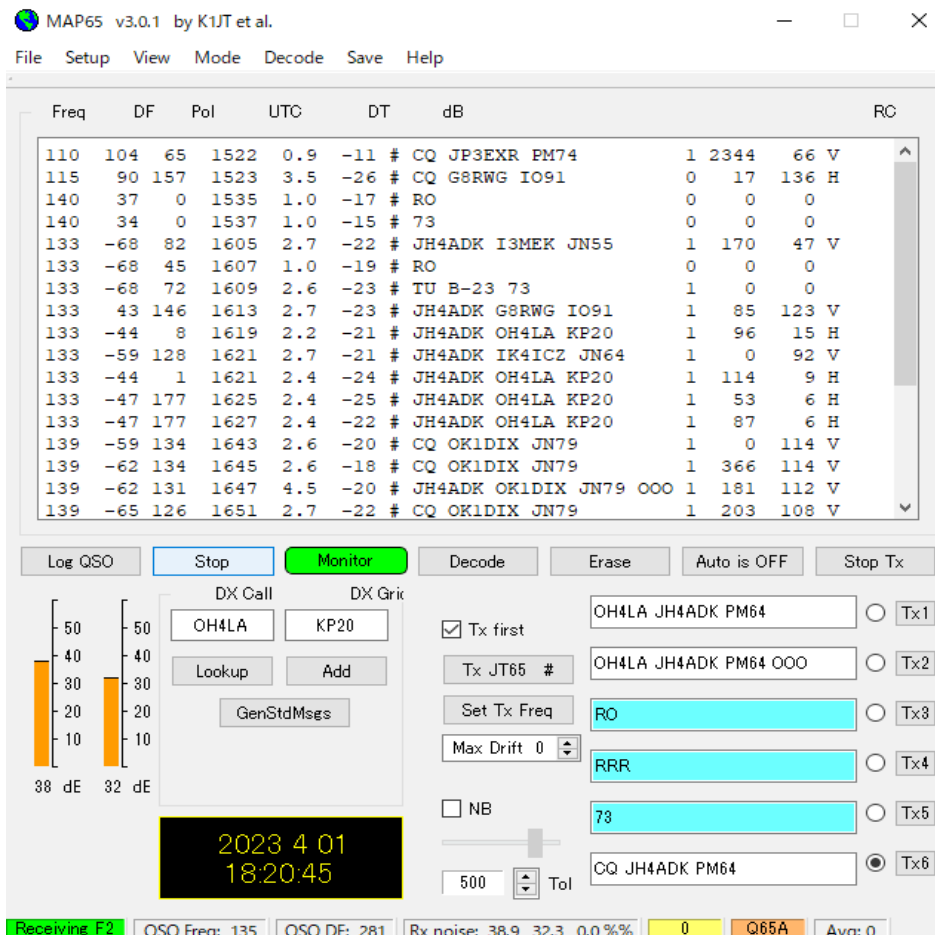 MAP65 v3.0.1 by K1JT et al.
File Setup View Mode Decode Save Help
Freq DF Pol UTC DT dB RC
110 104 65 1522 0.9 -11 # CQ JP3EXR PM74 1 2344 66 V
115 90 157 1523 3.5 -26 # CQ G8RWG IO91 0 17 136 H
140 37 0 1535 1.0 -17 # RO 0 0 0
140 34 0 1537 1.0 -15 # 73 0 0 0
133 -68 82 1605 2.7 -22 # JH4ADK I3MEK JN55 1 170 47 V
133 -68 45 1607 1.0 -19 # RO 0 0 0
133 -68 72 1609 2.6 -23 # TU B-23 73 1 0 0
133 43 146 1613 2.7 -23 # JH4ADK G8RWG IO91 1 85 123 V
133 -44 8 1619 2.2 -21 # JH4ADK OH4LA KP20 1 96 15 H
133 -59 128 1621 2.7 -21 # JH4ADK IK4ICZ JN64 1 0 92 V
133 -44 1 1621 2.4 -24 # JH4ADK OH4LA KP20 1 114 9 H
133 -47 177 1625 2.4 -25 # JH4ADK OH4LA KP20 1 53 6 H
133 -47 177 1627 2.4 -22 # JH4ADK OH4LA KP20 1 87 6 H
139 -59 134 1643 2.6 -20 # CQ OK1DIX JN79 1 0 114 V
139 -62 134 1645 2.6 -18 # CQ OK1DIX JN79 1 366 114 V
139 -62 131 1647 4.5 -20 # JH4ADK OK1DIX JN79 OOO 1 181 112 V
139 -65 126 1651 2.7 -22 # CQ OK1DIX JN79 1 203 108 V
Log QSO Stop Monitor Decode Erase Auto is OFF Stop Tx
DX Call DX Gric
OH4LA KP20
Lookup Add
GenStdMsgs
50 50
40 40
30 30
20 20
10 10
38 dE 32 dE
2023 4 01
18:20:45
Tx first
Tx JT65 #
Set Tx Freq
Max Drift 0
NB
500 Tol
OH4LA JH4ADK PM64 Tx1
OH4LA JH4ADK PM64 OOO Tx2
RO Tx3
RRR Tx4
73 Tx5
CQ JH4ADK PM64 Tx6
Receiving F2 QSO Freq: 135 QSO DF: 281 Rx noise: 38.9 32.3 0.0 %% 0 Q65A Avg: 0